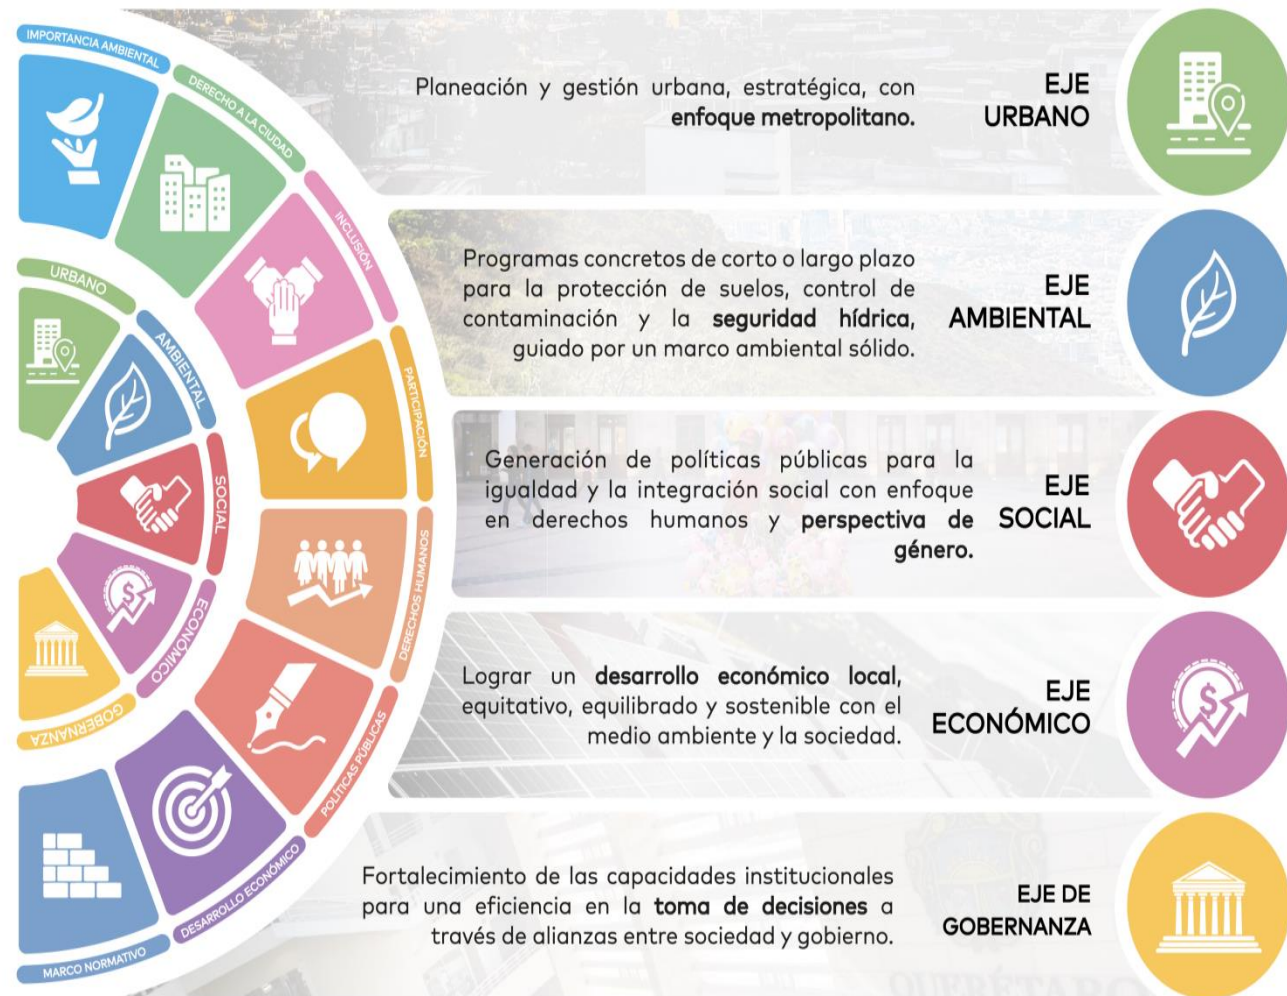 IMPORTANCIA AMBIENTAL
DERECHO A LA CIUDAD
INCLUSIÓN
PARTICIPACIÓN
DERECHOS HUMANOS
POLÍTICAS PÚBLICAS
DESARROLLO ECONÓMICO
MARCO NORMATIVO
URBANO
AMBIENTAL
SOCIAL
ECONÓMICO
GOBERNANZA
Planeación y gestión urbana, estratégica, con
enfoque metropolitano.
EJE
URBANO
Programas concretos de corto o largo plazo
para la protección de suelos, control de
contaminación y la seguridad hídrica,
guiado por un marco ambiental sólido.
EJE
AMBIENTAL
Generación de políticas públicas para la
igualdad y la integración social con enfoque
en derechos humanos y perspectiva de
género.
EJE
SOCIAL
Lograr un desarrollo económico local,
equitativo, equilibrado y sostenible con el
medio ambiente y la sociedad.
EJE
ECONÓMICO
Fortalecimiento de las capacidades institucionales
para una eficiencia en la toma de decisiones a
través de alianzas entre sociedad y gobierno.
EJE DE
GOBERNANZA
QUERÉTARO